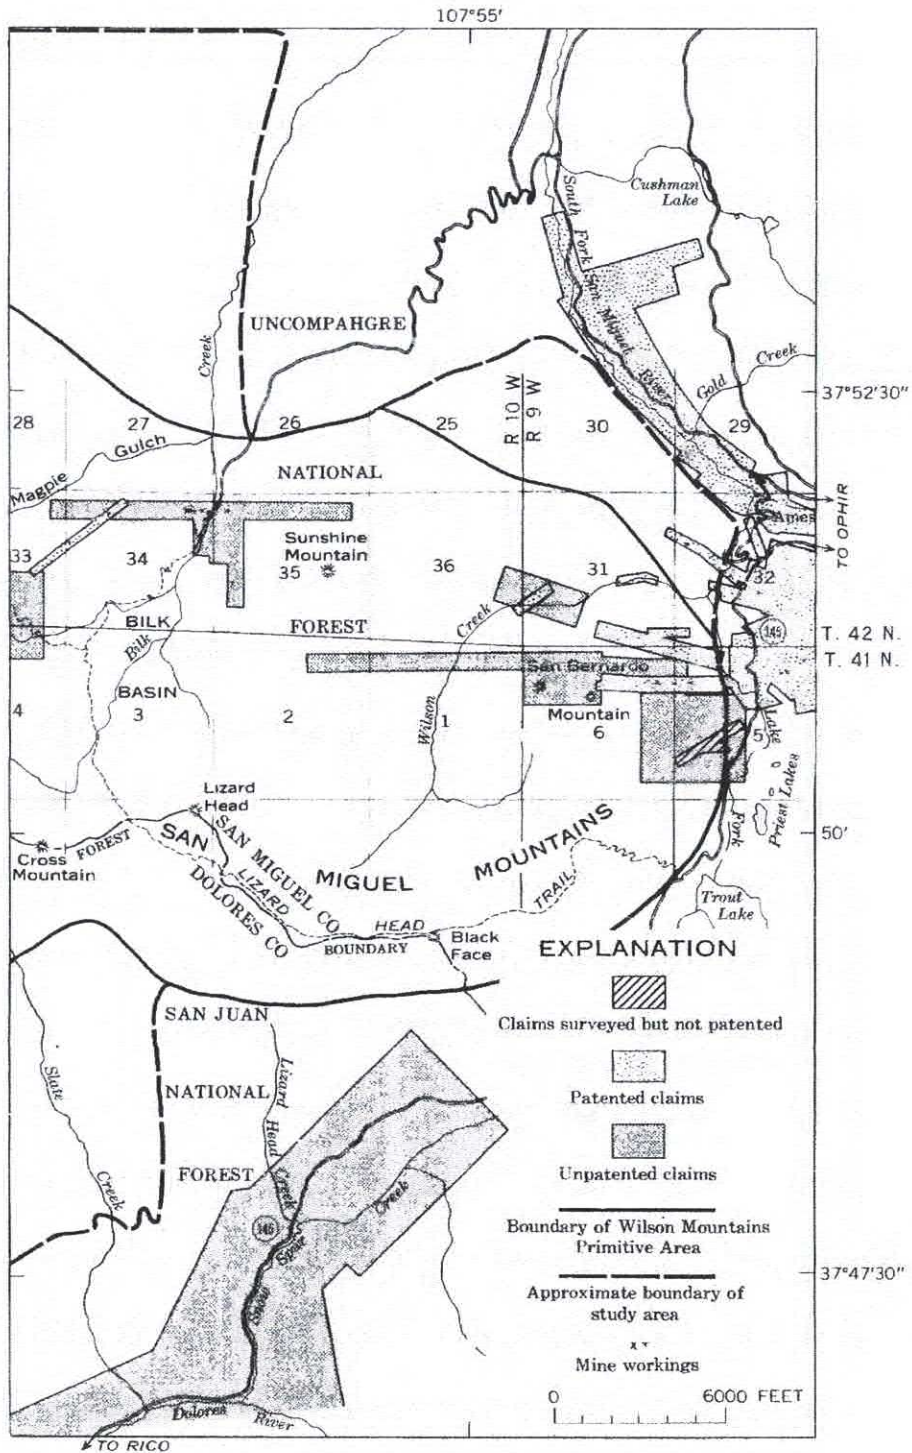 107°55'
South Fork San Miguel River
Cushman
Lake
UNCOMPAHGRE
Creek
Gold Creek
37°52'30"
28
27
26
25
R 10 W
R 9 W
30
29
Magpie Gulch
NATIONAL
Ames
TO OPHIR
33
34
Sunshine
Mountain
35
36
31
32
BILK
FOREST
Creek
145
T. 42 N.
T. 41 N.
Bilk
San Bernardo
BASIN
4
3
2
1
Wilson
Mountain
6
5
Lake
Fork
Priest Lakes
Lizard
Head
50'
Cross
Mountain
FOREST
SAN
SAN MIGUEL CO
DOLORES CO
MIGUEL
MOUNTAINS
LIZARD
HEAD
TRAIL
BOUNDARY
Black
Face
Trout
Lake
EXPLANATION
Claims surveyed but not patented
Patented claims
Unpatented claims
Boundary of Wilson Mountains
Primitive Area
Approximate boundary of
study area
Mine workings
0 6000 FEET
SAN JUAN
NATIONAL
FOREST
Slate
Creek
Lizard Head Creek
145
Snow Spur Creek
37°47'30"
Dolores River
TO RICO